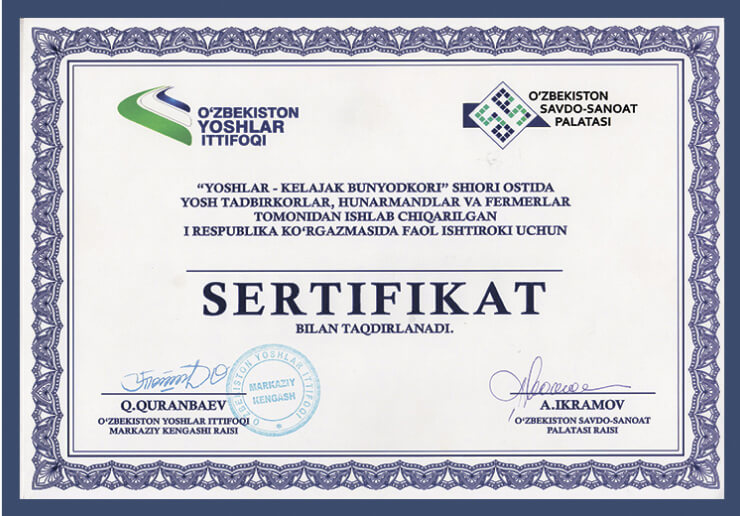 O‘ZBEKISTON
YOSHLAR
ITTIFOQI
O‘ZBEKISTON
SAVDO-SANOAT
PALATASI
“YOSHLAR - KELAJAK BUNYODKORI” SHIORI OSTIDA
YOSH TADBIRKORLAR, HUNARMANDLAR VA FERMERLAR
TOMONIDAN ISHLAB CHIQARILGAN
I RESPUBLIKA KO‘RGAZMASIDA FAOL ISHTIROKI UCHUN
SERTIFIKAT
BILAN TAQDIRLANADI.
O‘ZBEKISTON YOSHLAR ITTIFOQI
MARKAZIY
KENGASH
Q.QURANBAEV
O‘ZBEKISTON YOSHLAR ITTIFOQI
MARKAZIY KENGASHI RAISI
A.IKRAMOV
O‘ZBEKISTON SAVDO-SANOAT
PALATASI RAISI